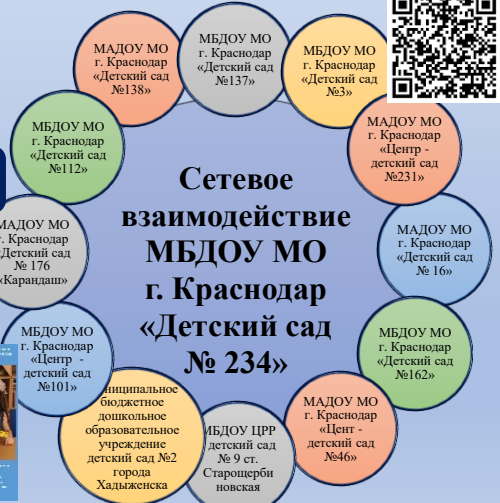 МБДОУ МО
г. Краснодар
«Детский сад
№137»
МБДОУ МО
г. Краснодар
«Детский сад
№3»
МАДОУ МО
г. Краснодар
«Центр -
детский сад
№231»
МАДОУ МО
г. Краснодар
«Детский сад
№ 16»
МБДОУ МО
г. Краснодар
«Детский сад
№162»
МАДОУ МО
г. Краснодар
«Цент -
детский сад
№46»
МБДОУ ЦРР
детский сад
№ 9 ст.
Старощерби
новская
ниципальное
бюджетное
дошкольное
образовательное
учреждение
детский сад №2
города
Хадыженска
МБДОУ МО
г. Краснодар
«Центр -
детский сад
№101»
МАДОУ МО
г. Краснодар
«Детский сад
№ 176
«Карандаш»
МБДОУ МО
г. Краснодар
«Детский сад
№112»
МАДОУ МО
г. Краснодар
«Детский сад
№138»
Сетевое
взаимодействие
МБДОУ МО
г. Краснодар
«Детский сад
№ 234»